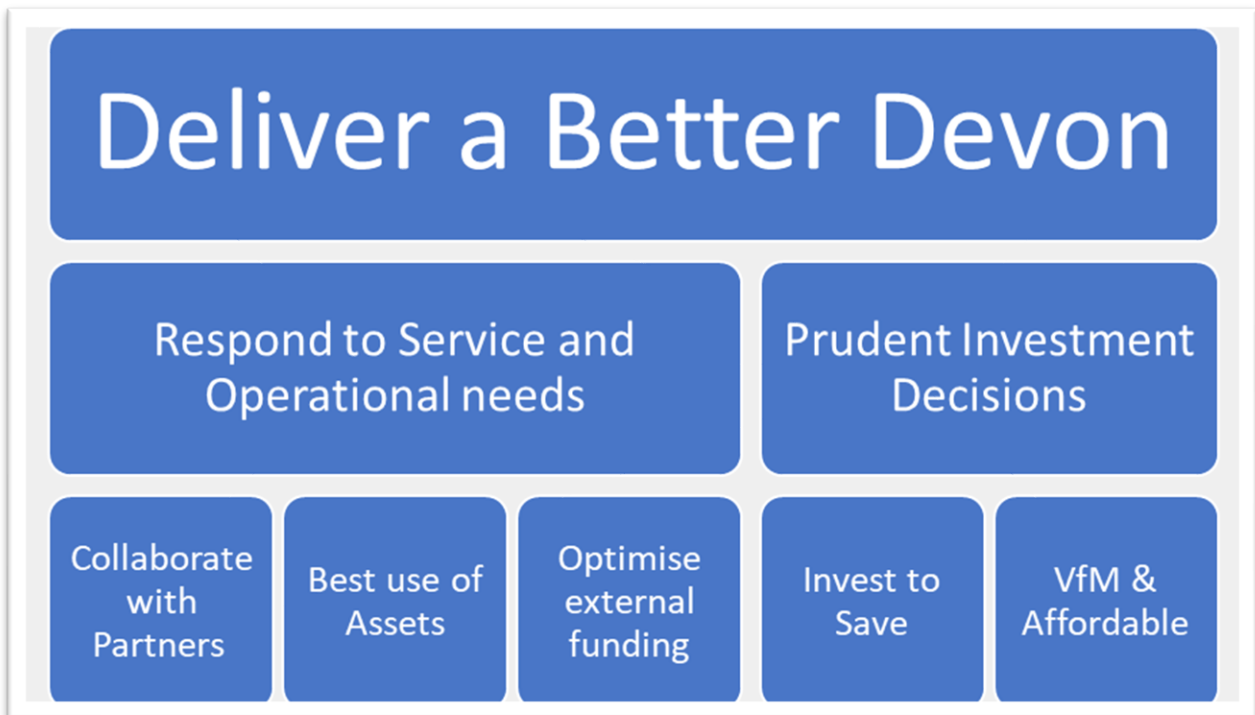 Deliver a Better Devon
Respond to Service and
Operational needs
Prudent Investment
Decisions
Collaborate
with
Partners
Best use of
Assets
Optimise
external
funding
Invest to
Save
VfM &
Affordable